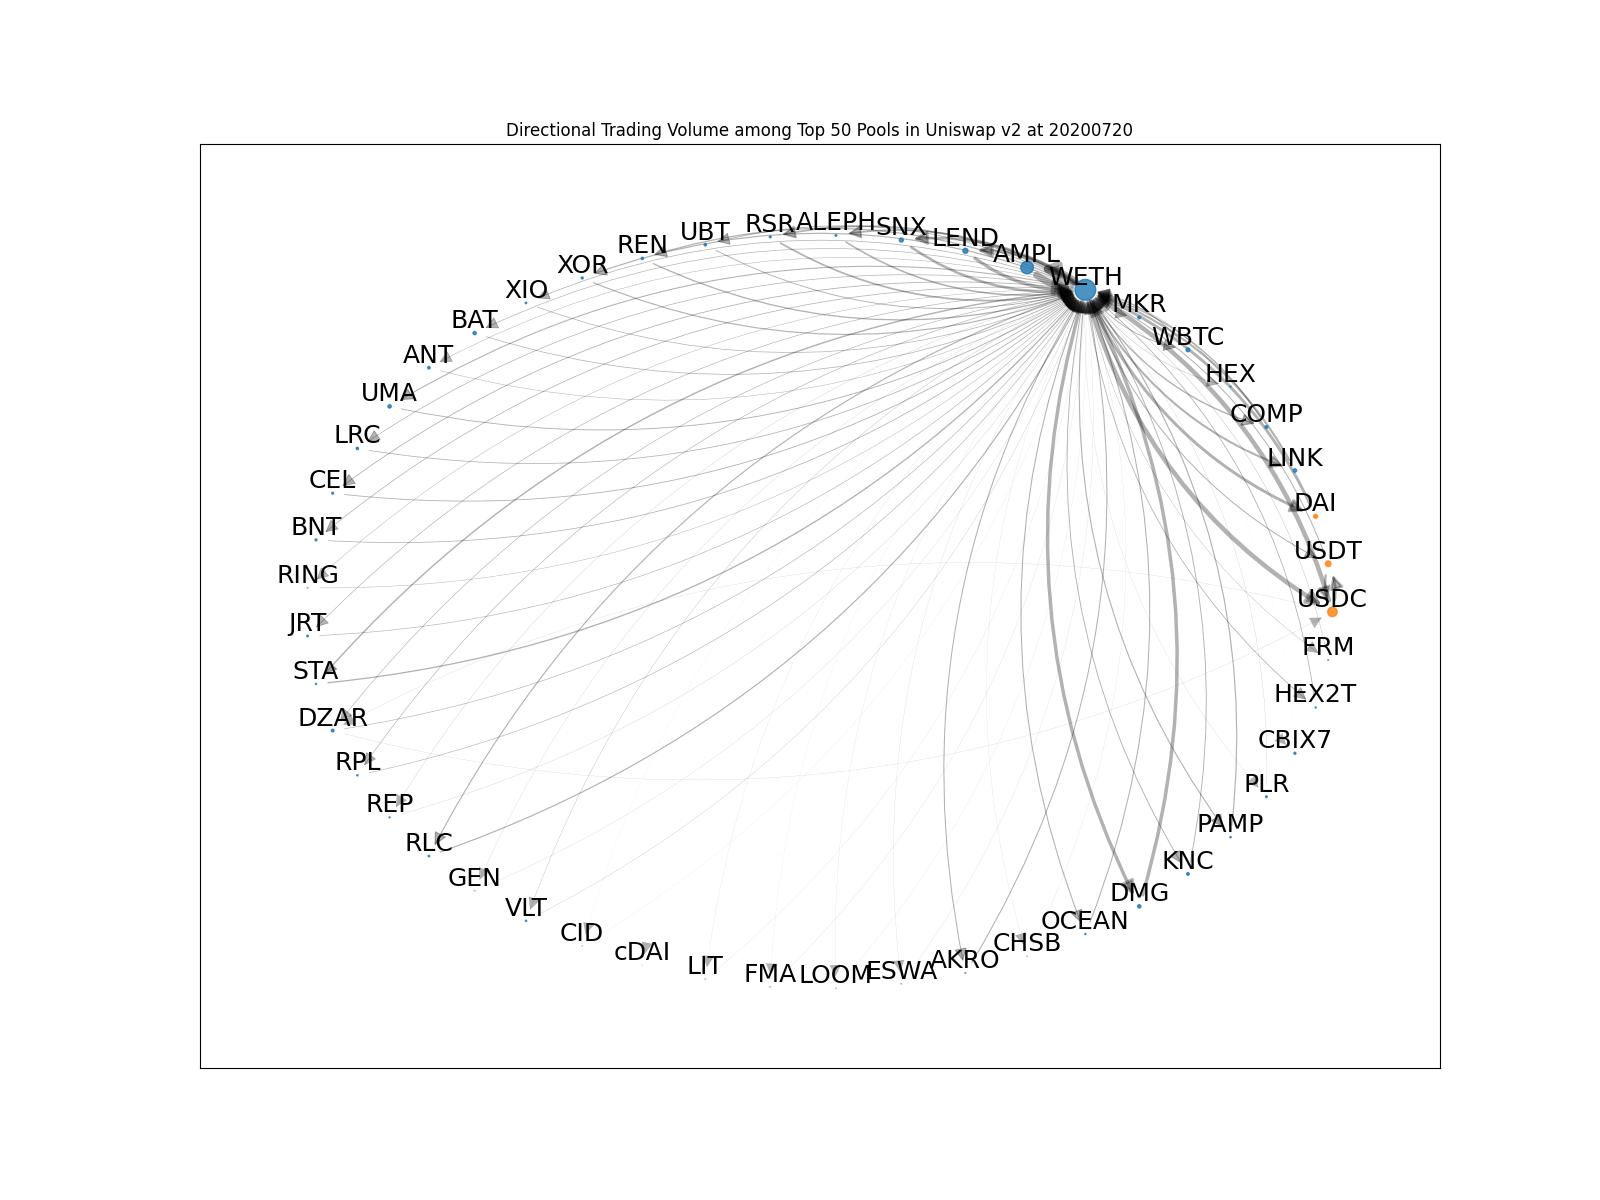 Directional Trading Volume among Top 50 Pools in Uniswap v2 at 20200720
RSR
ALEPH
SNX
UBT
LEND
REN
AMPL
XOR
WETH
XIO
MKR
BAT
WBTC
ANT
HEX
UMA
COMP
LRC
LINK
CEL
DAI
BNT
USDT
RING
USDC
JRT
FRM
STA
HEX2T
DZAR
CBIX7
RPL
PLR
REP
PAMP
RLC
KNC
GEN
DMG
VLT
OCEAN
CID
CHSB
cDAI
AKRO
LIT
ESWA
FMA
LOOM